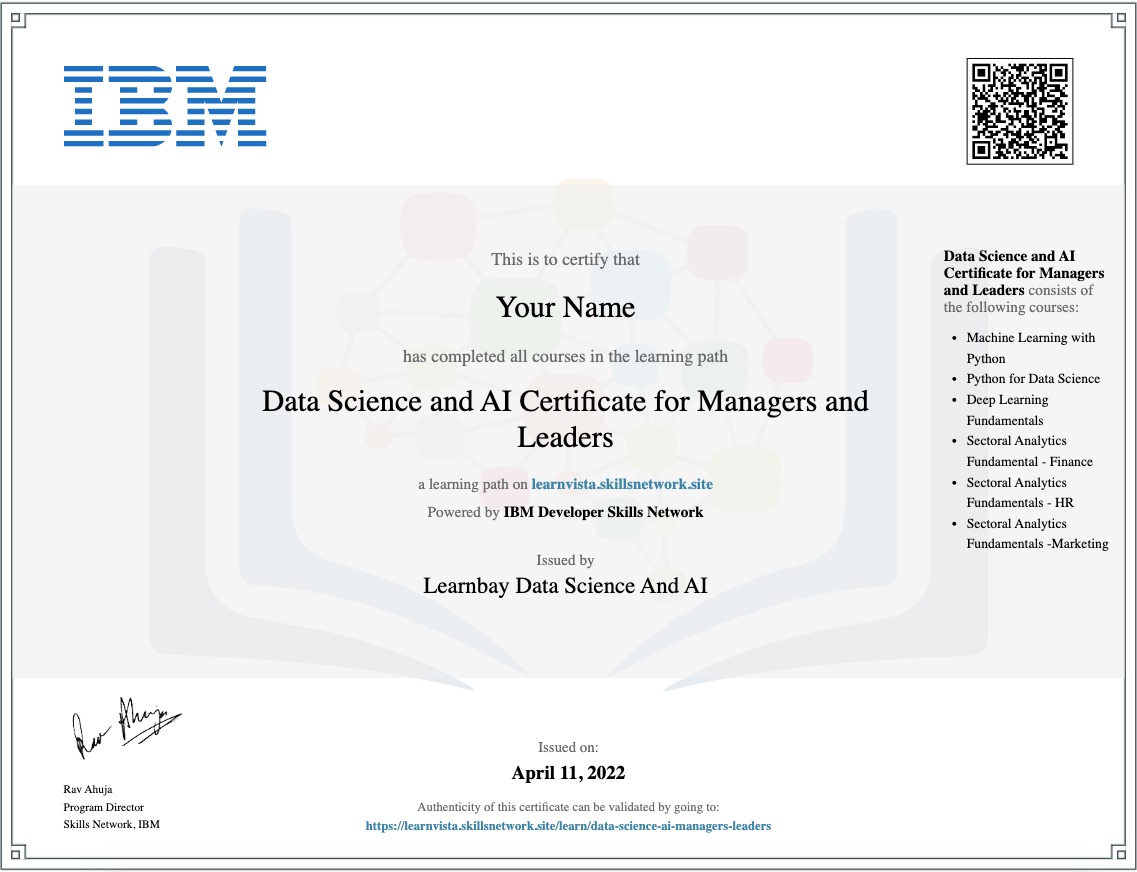 IBM
This is to certify that
Your Name
has completed all courses in the learning path
Data Science and AI Certificate for Managers and
Leaders
a learning path on learnvista.skillsnetwork.site
Powered by IBM Developer Skills Network
Issued by
Learnbay Data Science And AI
Data Science and AI
Certificate for Managers
and Leaders consists of
the following courses:
• Machine Learning with
Python
• Python for Data Science
• Deep Learning
Fundamentals
• Sectoral Analytics
Fundamental - Finance
• Sectoral Analytics
Fundamentals - HR
• Sectoral Analytics
Fundamentals -Marketing
Rav Ahuja
Rav Ahuja
Program Director
Skills Network, IBM
Issued on:
April 11, 2022
Authenticity of this certificate can be validated by going to:
https://learnvista.skillsnetwork.site/learn/data-science-ai-managers-leaders